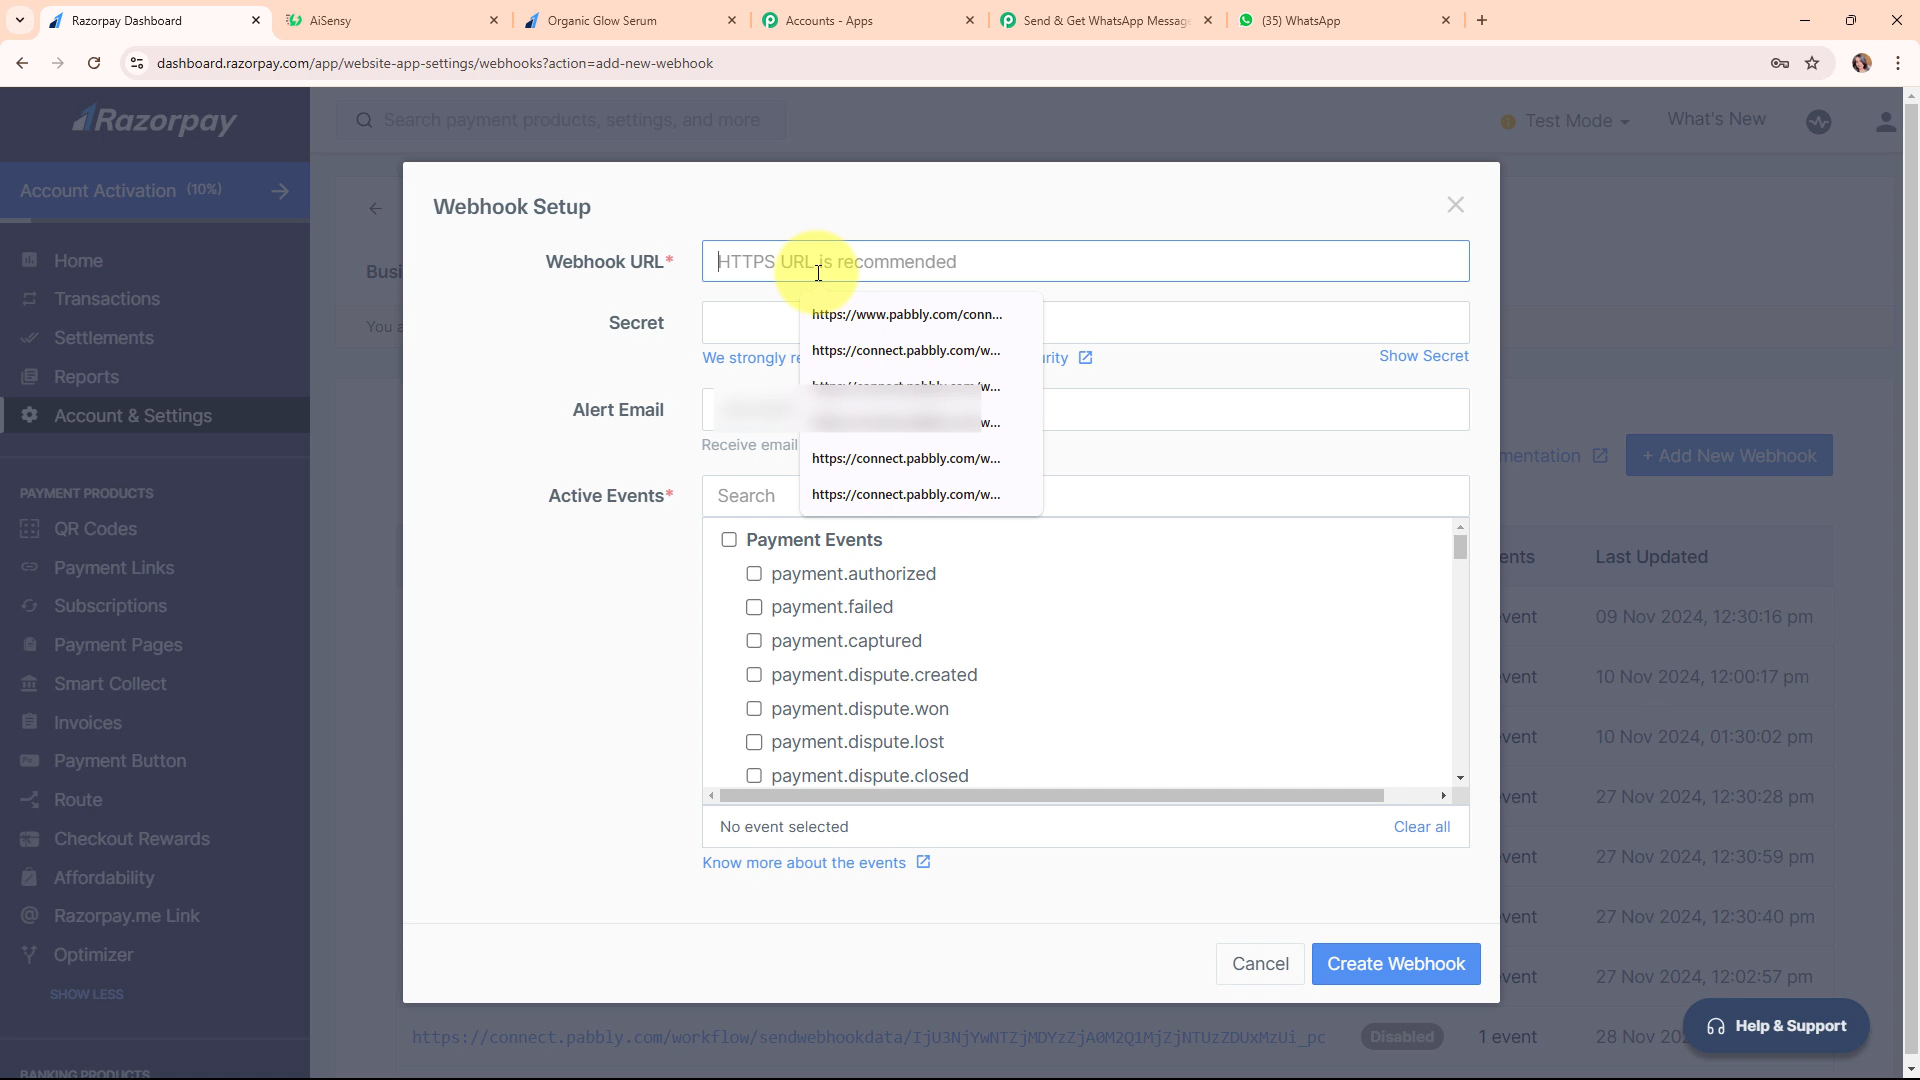 Razorpay Dashboard
AiSensy
Organic Glow Serum
Accounts - Apps
Send & Get WhatsApp Message
(35) WhatsApp
dashboard.razorpay.com/app/website-app-settings/webhooks?action=add-new-webhook
Razorpay
Search payment products, settings, and more
Test Mode
What's New
Account Activation (10%)
Home
Transactions
Settlements
Reports
Account & Settings
PAYMENT PRODUCTS
QR Codes
Payment Links
Subscriptions
Payment Pages
Smart Collect
Invoices
Payment Button
Route
Checkout Rewards
Affordability
Razorpay.me Link
Optimizer
SHOW LESS
BANKING PRODUCTS
Busi
You a
Webhook Setup
Webhook URL*
HTTPS URL is recommended
https://www.pabbly.com/conn...
https://connect.pabbly.com/w...
https://connect.pabbly.com/w...
w...
https://connect.pabbly.com/w...
https://connect.pabbly.com/w...
Secret
We strongly re
urity
Show Secret
Alert Email
Receive email
Active Events*
Search
Payment Events
payment.authorized
payment.failed
payment.captured
payment.dispute.created
payment.dispute.won
payment.dispute.lost
payment.dispute.closed
No event selected
Clear all
Know more about the events
Cancel
Create Webhook
mentation
+ Add New Webhook
ents
Last Updated
vent
09 Nov 2024, 12:30:16 pm
vent
10 Nov 2024, 12:00:17 pm
vent
10 Nov 2024, 01:30:02 pm
vent
27 Nov 2024, 12:30:28 pm
vent
27 Nov 2024, 12:30:59 pm
vent
27 Nov 2024, 12:30:40 pm
vent
27 Nov 2024, 12:02:57 pm
https://connect.pabbly.com/workflow/sendwebhookdata/IjU3NjYwNTZjMDYzZjA0M2Q1MjZjNTUzZDUxMzUi_pc
Disabled
1 event
28 Nov 20
Help & Support